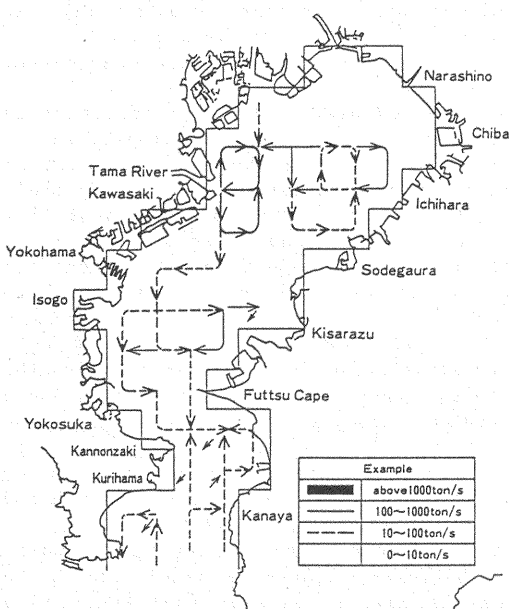 Narashino
Chiba
Tama River
Kawasaki
Ichihara
Yokohama
Sodegaura
Isogo
Kisarazu
Futtsu Cape
Yokosuka
Kannonzaki
Kurihama
Kanaya
Example
above1000ton/s
100～1000ton/s
10～100ton/s
0～10ton/s